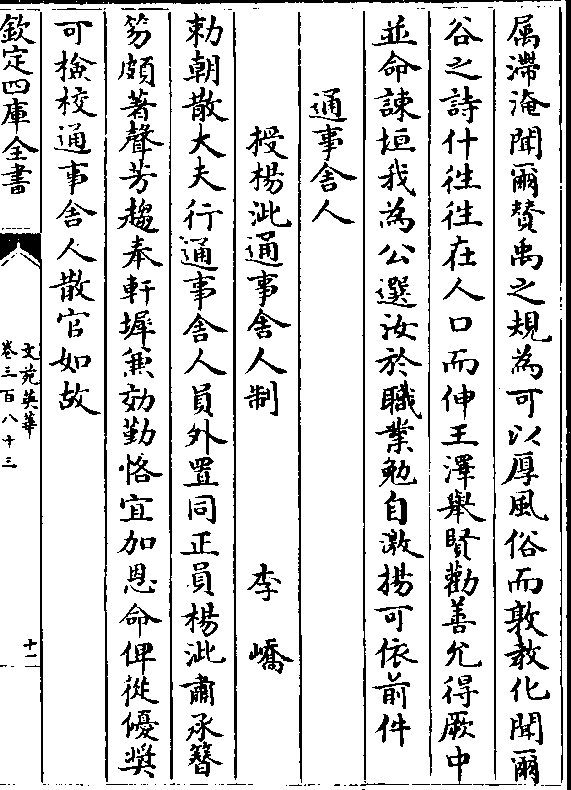 属滯淹聞爾賛禹之規為可以厚風俗而敦教化聞爾
谷之詩什徃徃在人口而伸王澤舉賢勸善允得厥中
並命諫垣我為公選汝於職業勉自激揚可依前件
通事舍人
授楊泚通事舍人制 李嶠
勅朝散大夫行通事舍人員外置同正員楊泚肅承簪
笏頗著聲芳趨奉軒墀兼効勤恪宜加恩命俾從優奨
可檢校通事舍人散官如故
欽定四庫全書
文苑英華
卷三百八十三
十二